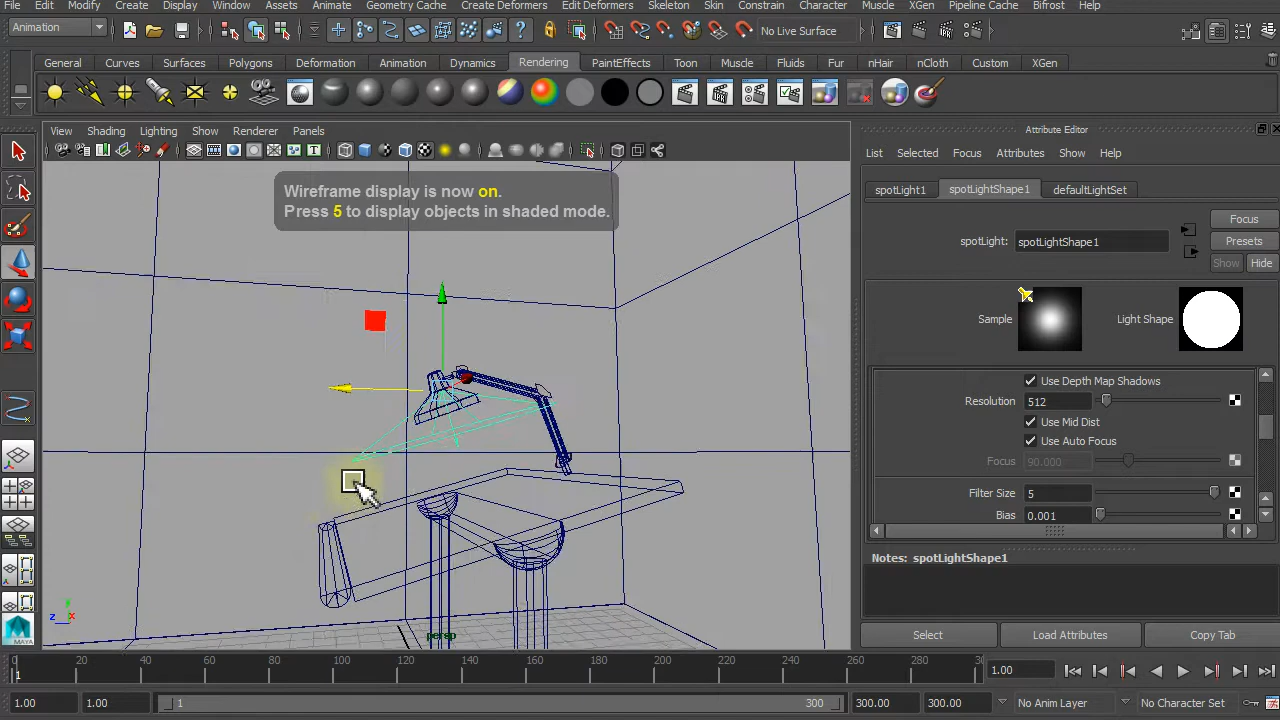 File Edit Modify Create Display Window Assets Animate Geometry Cache Create Deformers Edit Deformers Skeleton Skin Constrain Character Muscle XGen Pipeline Cache Bifrost Help
Animation No Live Surface
General Curves Surfaces Polygons Deformation Animation Dynamics Rendering PaintEffects Toon Muscle Fluids Fur nHair nCloth Custom XGen
View Shading Lighting Show Renderer Panels
Wireframe display is now on.
Press 5 to display objects in shaded mode.
persp
y
z x
MAYA
Attribute Editor
List Selected Focus Attributes Show Help
spotLight1 spotLightShape1 defaultLightSet
Focus
spotLight: spotLightShape1 Presets
Show Hide
Sample Light Shape
Use Depth Map Shadows
Resolution 512
Use Mid Dist
Use Auto Focus
Focus 90.000
Filter Size 5
Bias 0.001
Notes: spotLightShape1
Select Load Attributes Copy Tab
0 20 40 60 80 100 120 140 160 180 200 220 240 260 280 30
1 1.00
1.00 1.00 1 300 300.00 300.00 No Anim Layer No Character Set